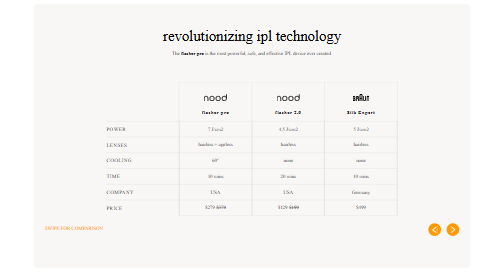 revolutionizing ipl technology
The flasher pro is the most powerful, safe, and effective IPL device ever created.
nood nood BRAUN
flasher pro flasher 2.0 Silk Expert
POWER 7 J/cm2 4.5 J/cm2 5 J/cm2
LENSES hairless + ageless hairless hairless
COOLING 60° none none
TIME 10 mins 20 mins 10 mins
COMPANY USA USA Germany
PRICE $279 $379 $129 $199 $499
SWIPE FOR COMPARISON